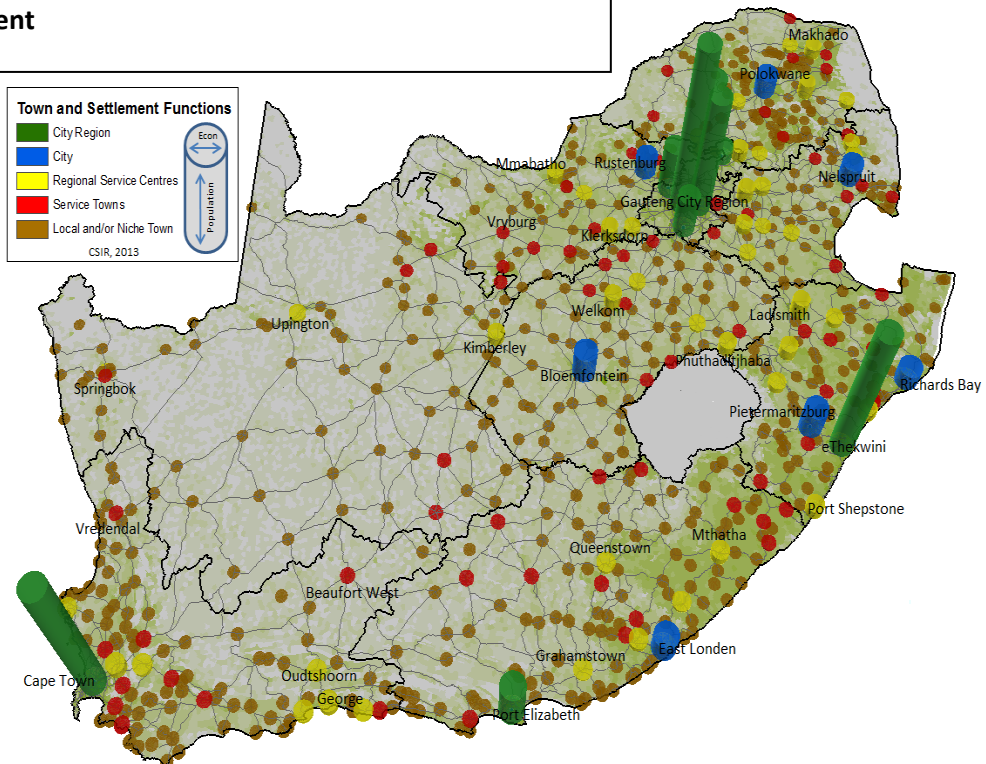 ent
Town and Settlement Functions
City Region
City
Regional Service Centres
Service Towns
Local and/or Niche Town
Econ
Population
CSIR, 2013
Makhado
Polokwane
Mmabatho
Rustenburg
Nelspruit
Gauteng City Region
Vryburg
Klerksdorp
Welkom
Ladismith
Upington
Kimberley
Phuthaditjhaba
Bloemfontein
Richards Bay
Springbok
Pietermaritzburg
eThekwini
Port Shepstone
Vredendal
Mthatha
Queenstown
Beaufort West
East Londen
Grahamstown
Oudtshoorn
Cape Town
George
Port Elizabeth